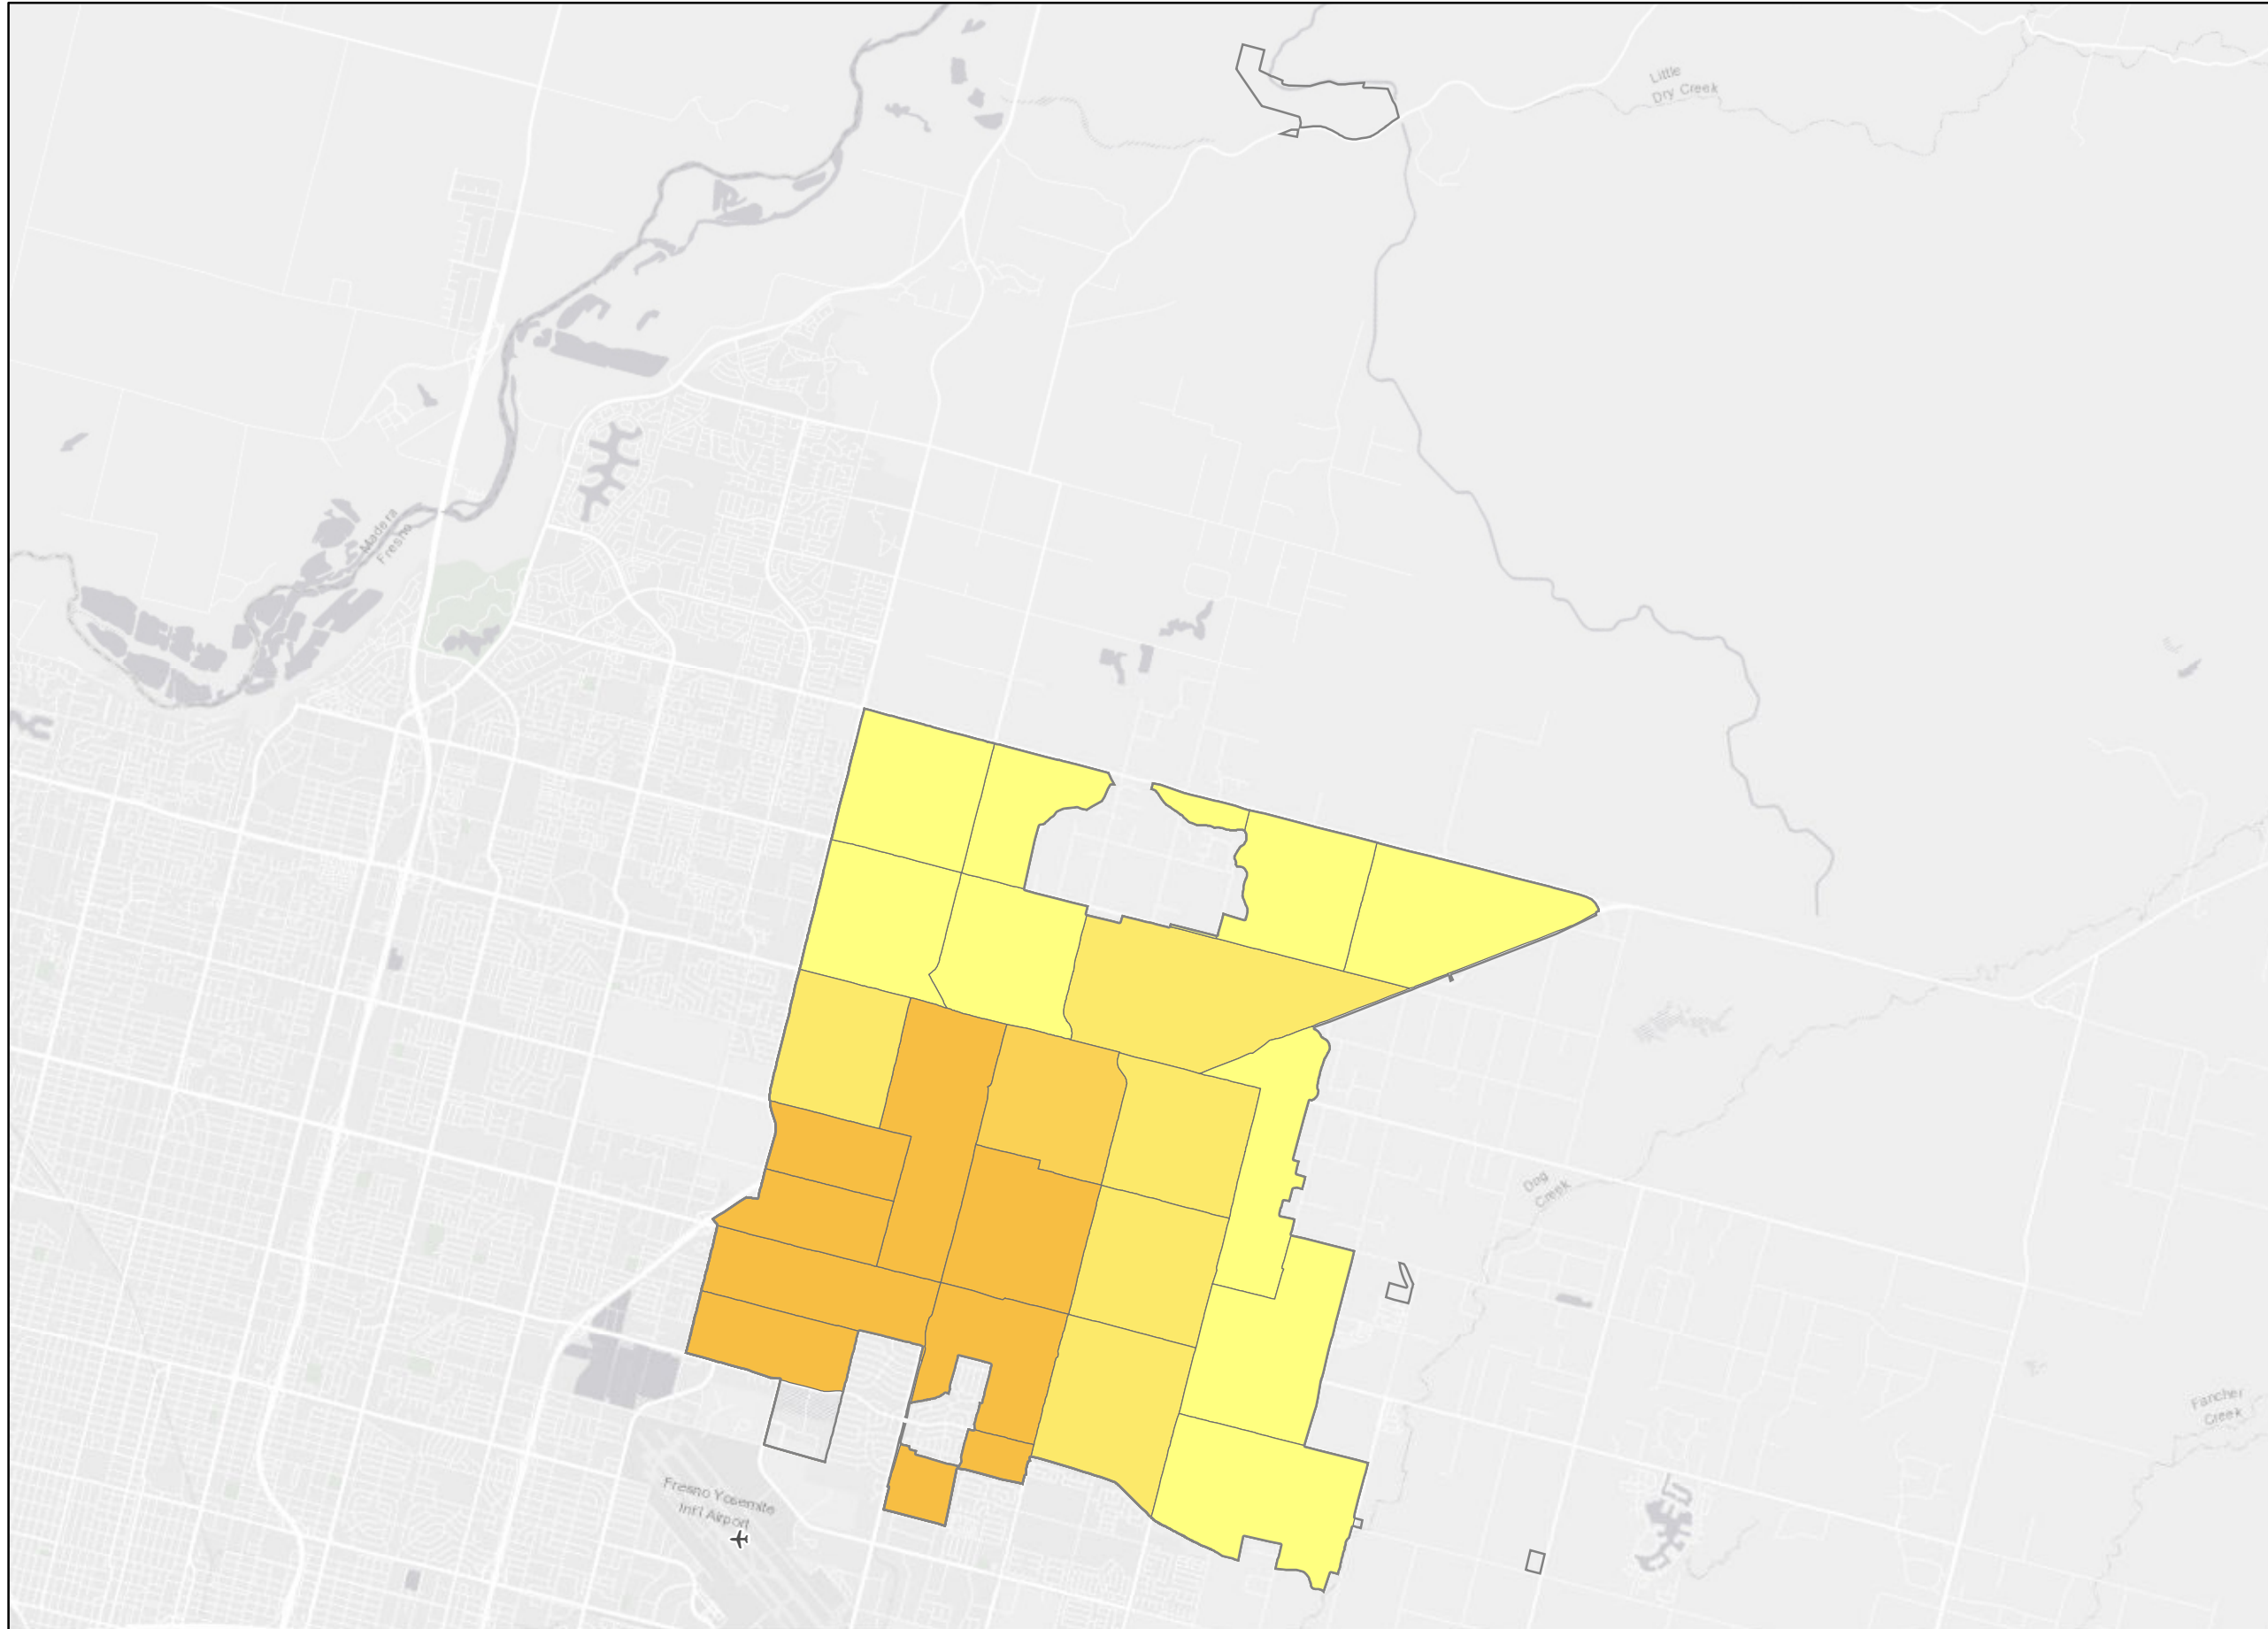 Little
Dry Creek
Madera
Fresno
Dog
Creek
Fancher
Creek
Fresno Yosemite
Int'l Airport